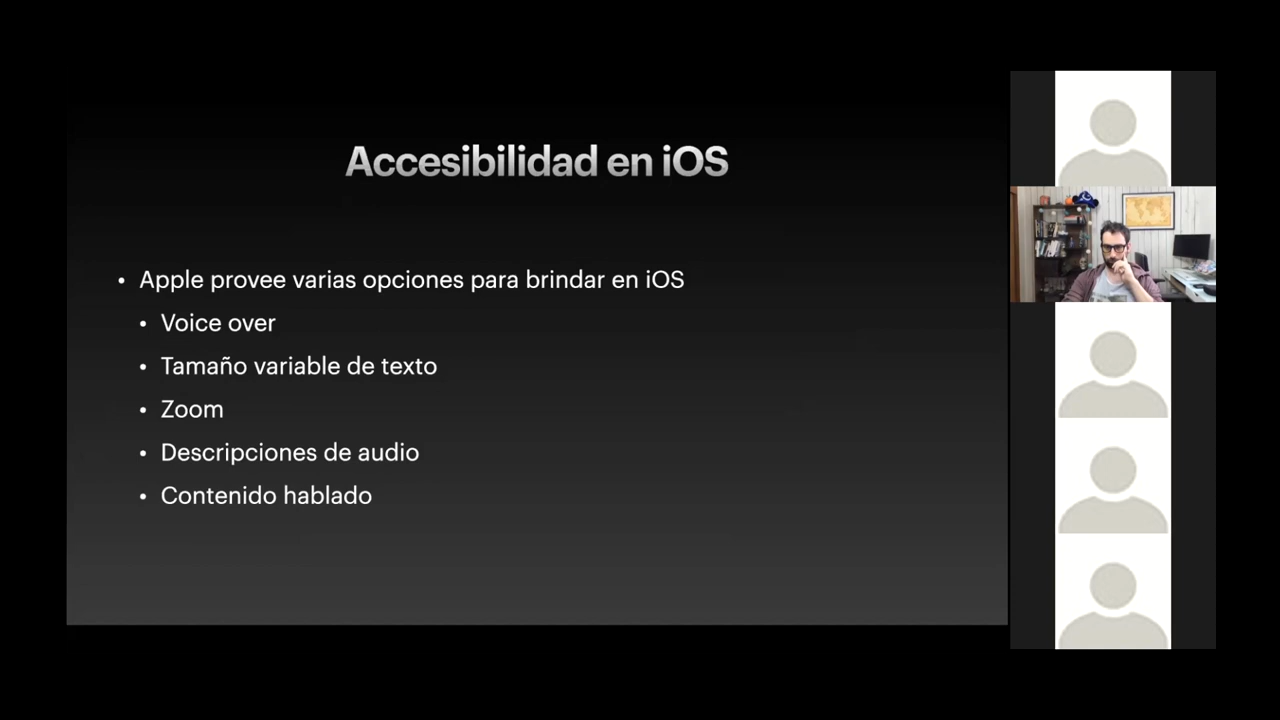 Accesibilidad en iOS
• Apple provee varias opciones para brindar en iOS
• Voice over
• Tamaño variable de texto
• Zoom
• Descripciones de audio
• Contenido hablado